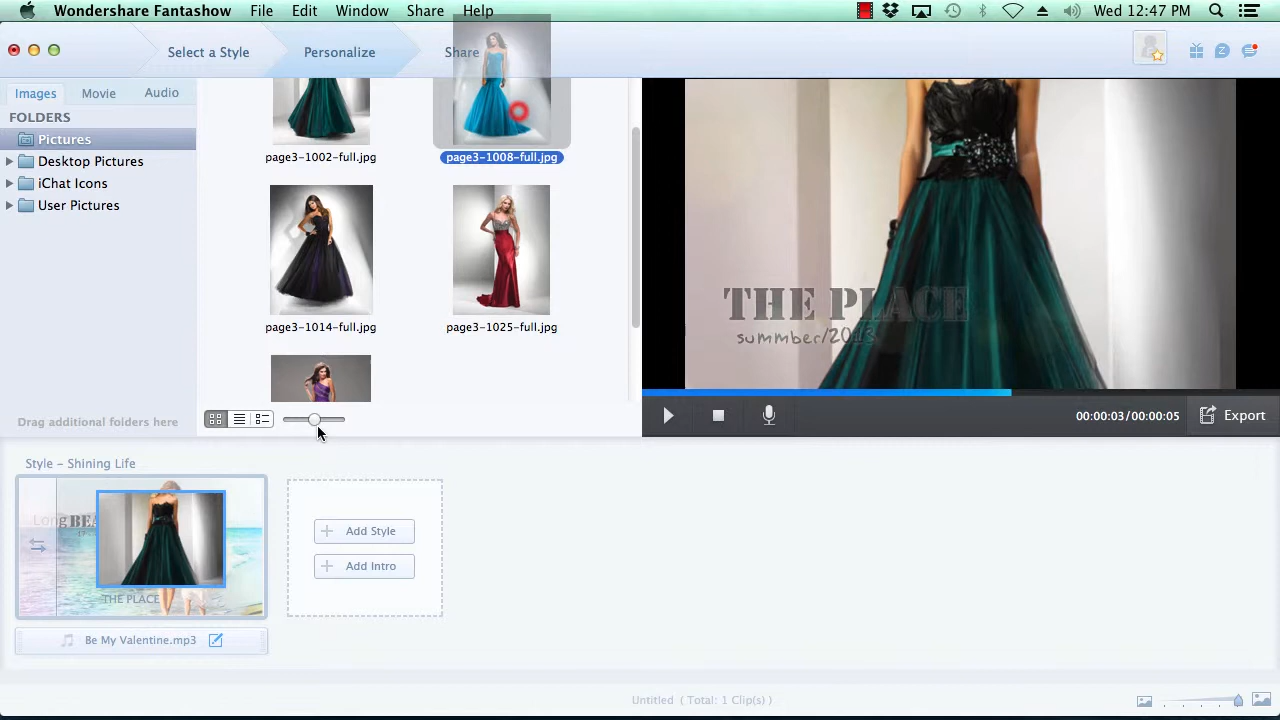 Wondershare Fantashow File Edit Window Share Help Wed 12:47 PM
Select a Style Personalize Share
Images Movie Audio
FOLDERS
Pictures
Desktop Pictures
iChat Icons
User Pictures
Drag additional folders here
page3-1002-full.jpg page3-1008-full.jpg
page3-1014-full.jpg page3-1025-full.jpg
THE PLACE
summber/2013
00:00:03/00:00:05 Export
Style - Shining Life
Long BEA
THE PLACE
Be My Valentine.mp3
Add Style
Add Intro
Untitled ( Total: 1 Clip(s) )